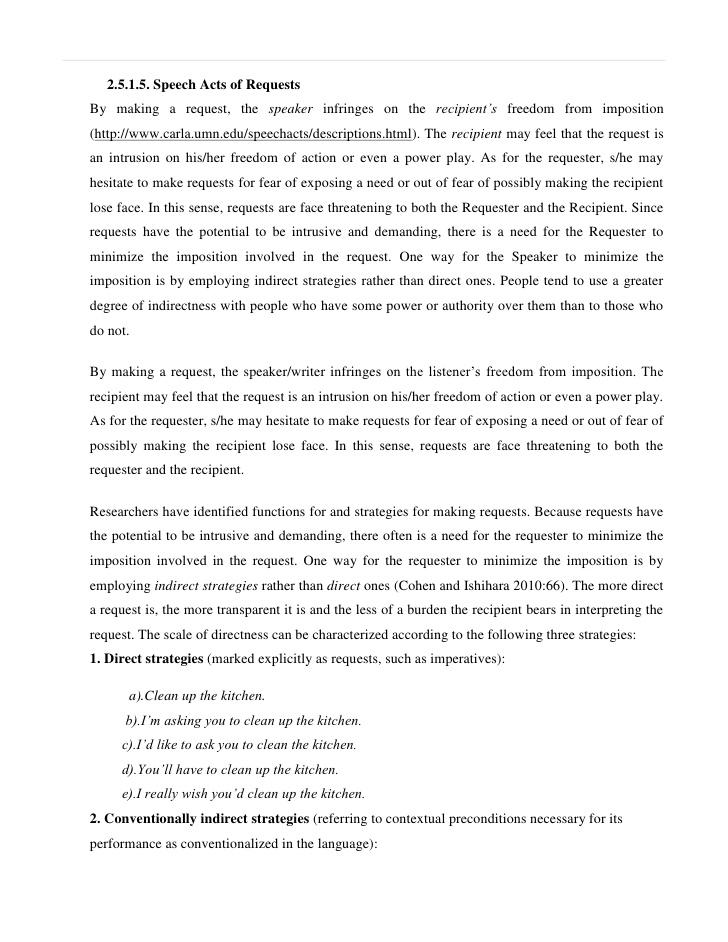 2.5.1.5. Speech Acts of Requests
By making a request, the speaker infringes on the recipient's freedom from imposition
(http://www.carla.umn.edu/speechacts/descriptions.html). The recipient may feel that the request is
an intrusion on his/her freedom of action or even a power play. As for the requester, s/he may
hesitate to make requests for fear of exposing a need or out of fear of possibly making the recipient
lose face. In this sense, requests are face threatening to both the Requester and the Recipient. Since
requests have the potential to be intrusive and demanding, there is a need for the Requester to
minimize the imposition involved in the request. One way for the Speaker to minimize the
imposition is by employing indirect strategies rather than direct ones. People tend to use a greater
degree of indirectness with people who have some power or authority over them than to those who
do not.
By making a request, the speaker/writer infringes on the listener's freedom from imposition. The
recipient may feel that the request is an intrusion on his/her freedom of action or even a power play.
As for the requester, s/he may hesitate to make requests for fear of exposing a need or out of fear of
possibly making the recipient lose face. In this sense, requests are face threatening to both the
requester and the recipient.
Researchers have identified functions for and strategies for making requests. Because requests have
the potential to be intrusive and demanding, there often is a need for the requester to minimize the
imposition involved in the request. One way for the requester to minimize the imposition is by
employing indirect strategies rather than direct ones (Cohen and Ishihara 2010:66). The more direct
a request is, the more transparent it is and the less of a burden the recipient bears in interpreting the
request. The scale of directness can be characterized according to the following three strategies:
1. Direct strategies (marked explicitly as requests, such as imperatives):
a).Clean up the kitchen.
b).I'm asking you to clean up the kitchen.
c).I'd like to ask you to clean the kitchen.
d).You'll have to clean up the kitchen.
e).I really wish you'd clean up the kitchen.
2. Conventionally indirect strategies (referring to contextual preconditions necessary for its
performance as conventionalized in the language):